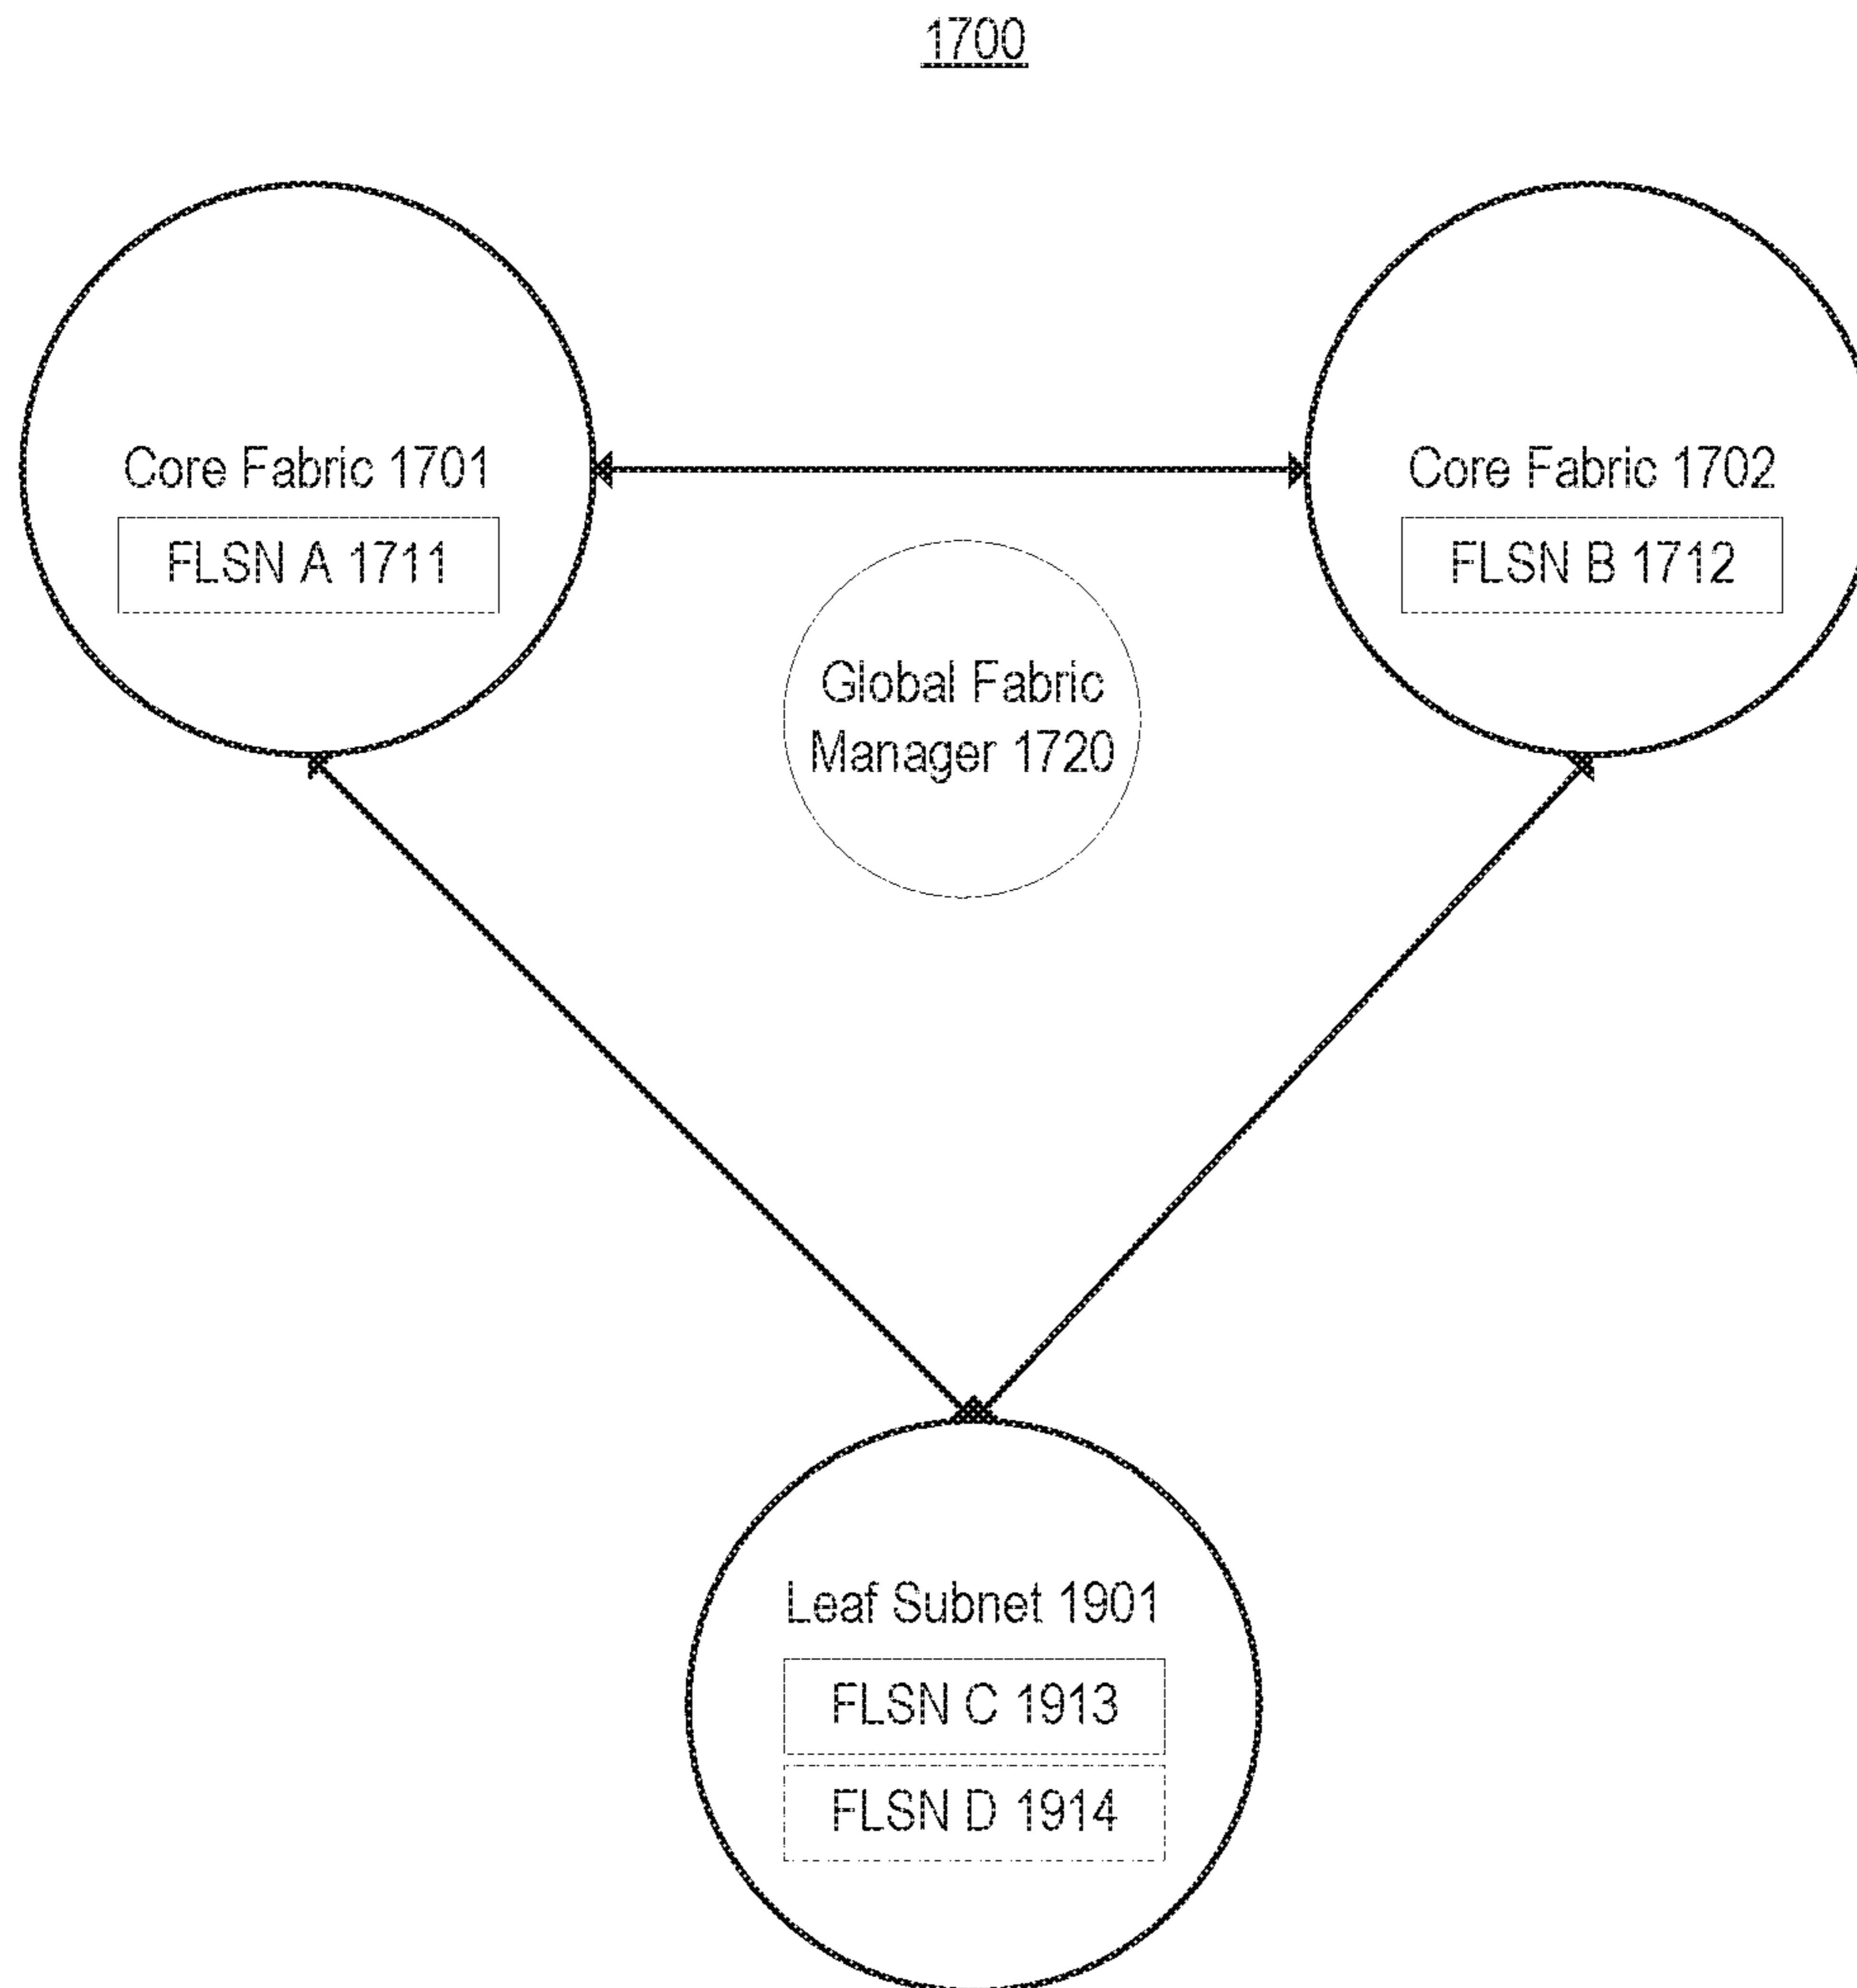 1700
Core Fabric 1701
FLSN A 1711
Core Fabric 1702
FLSN B 1712
Global Fabric
Manager 1720
Leaf Subnet 1901
FLSN C 1913
FLSN D 1914